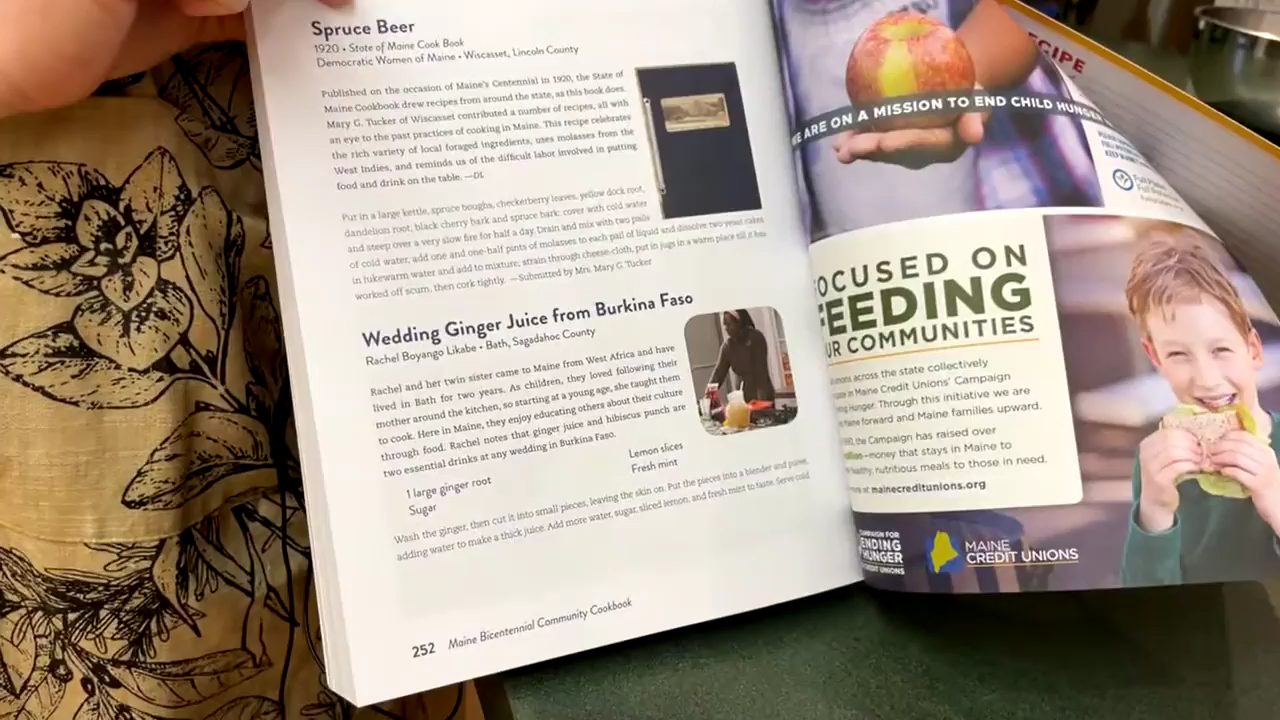 Spruce Beer
1920 • State of Maine Cook Book
Democratic Women of Maine • Wiscasset, Lincoln County
Published on the occasion of Maine's Centennial in 1920, the State of
Maine Cookbook drew recipes from around the state, as this book does.
Mary G. Tucker of Wiscasset contributed a number of recipes, all with
an eye to the past practices of cooking in Maine. This recipe celebrates
the rich variety of local foraged ingredients, uses molasses from the
West Indies, and reminds us of the difficult labor involved in putting
food and drink on the table. —DL
Put in a large kettle, spruce boughs, checkerberry leaves, yellow dock root,
dandelion root, black cherry bark and spruce bark; cover with cold water
and steep over a very slow fire for half a day. Drain and mix with two pails
of cold water, add one and one-half pints of molasses to each pail of liquid and dissolve two yeast cakes
in lukewarm water and add to mixture; strain through cheese-cloth, put in jugs in a warm place till it has
worked off scum, then cork tightly. —Submitted by Mrs. Mary G. Tucker
Wedding Ginger Juice from Burkina Faso
Rachel Boyango Likabe • Bath, Sagadahoc County
Rachel and her twin sister came to Maine from West Africa and have
lived in Bath for two years. As children, they loved following their
mother around the kitchen, so starting at a young age, she taught them
to cook. Here in Maine, they enjoy educating others about their culture
through food. Rachel notes that ginger juice and hibiscus punch are
two essential drinks at any wedding in Burkina Faso.
1 large ginger root
Sugar
Lemon slices
Fresh mint
Wash the ginger, then cut it into small pieces, leaving the skin on. Put the pieces into a blender and puree,
adding water to make a thick juice. Add more water, sugar, sliced lemon, and fresh mint to taste. Serve cold.
252 Maine Bicentennial Community Cookbook
ECIPE
E ARE ON A MISSION TO END CHILD HUNGER
OCUSED ON
FEEDING
UR COMMUNITIES
across the state collectively
in Maine Credit Unions' Campaign
Hunger. Through this initiative we are
forward and Maine families upward.
the Campaign has raised over
money that stays in Maine to
healthy, nutritious meals to those in need.
at mainecreditunions.org
CAMPAIGN FOR
ENDING
HUNGER
CREDIT UNIONS
MAINE
CREDIT UNIONS